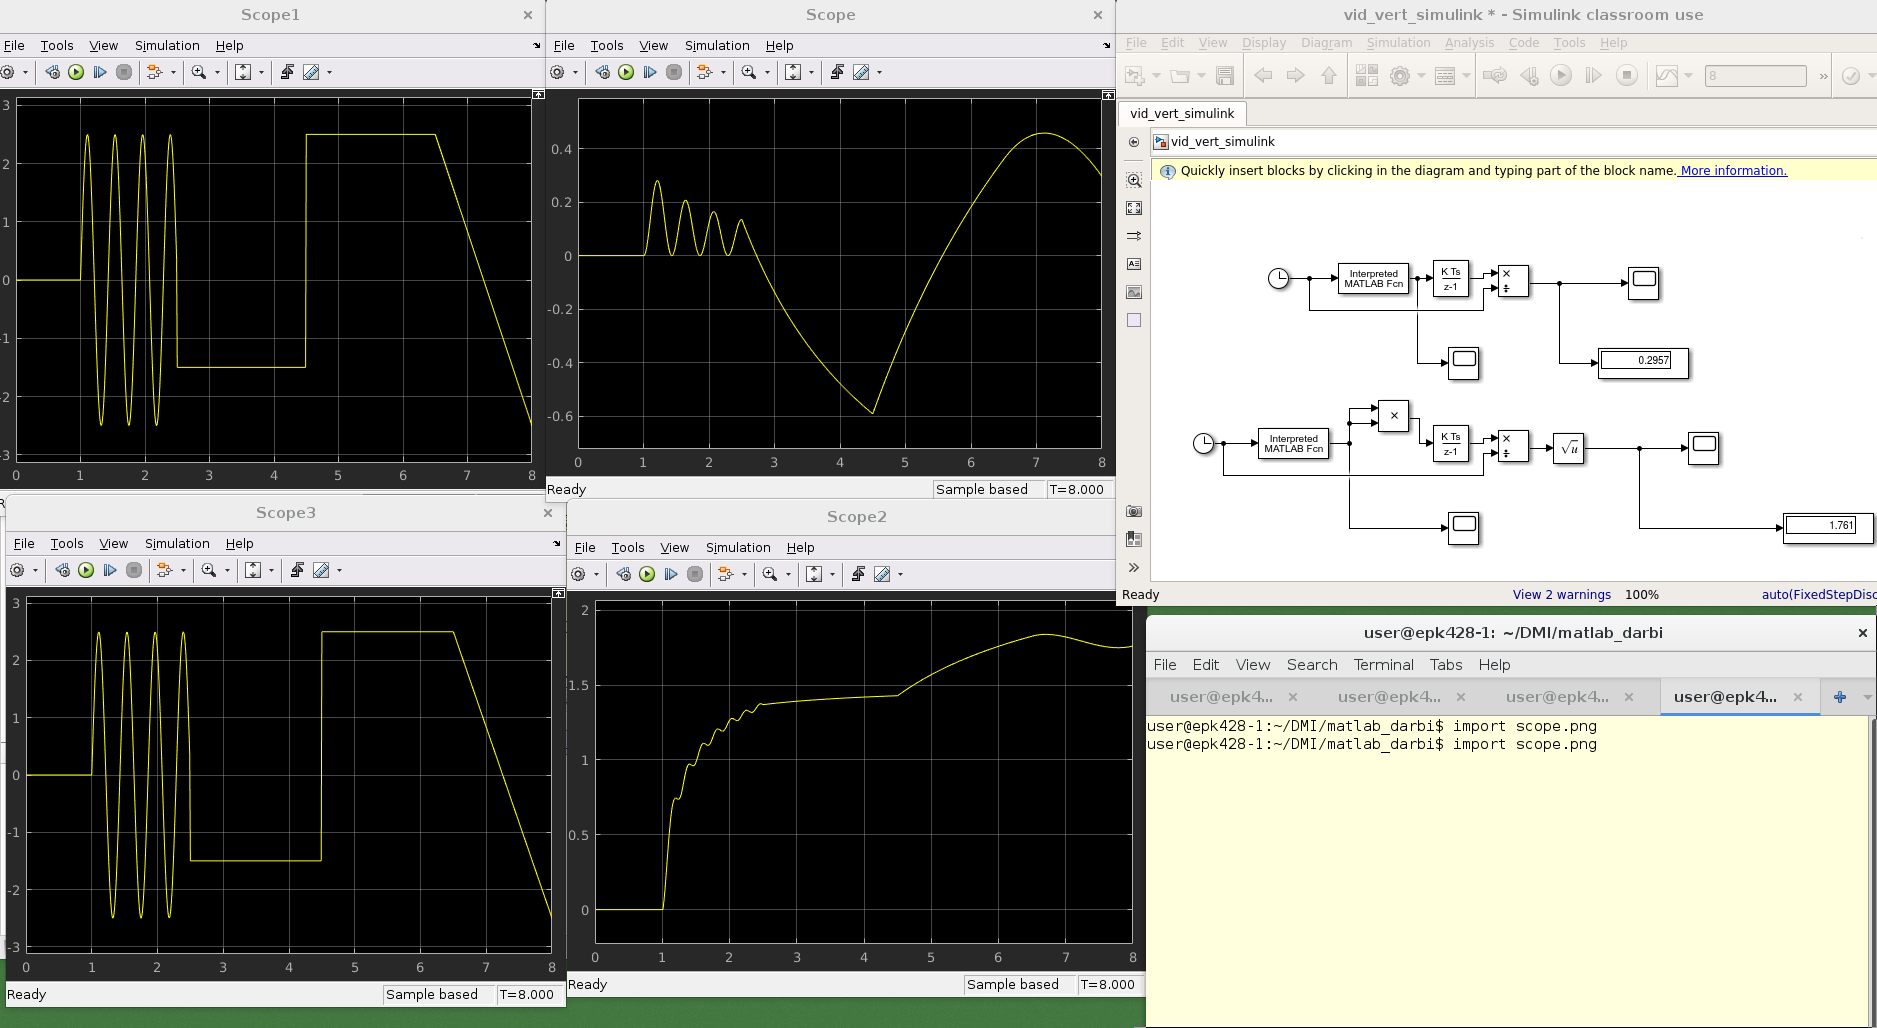 Scope1
File Tools View Simulation Help
3
2
1
0
-1
-2
-3
0 1 2 3 4 5 6 7 8
Scope
File Tools View Simulation Help
0.4
0.2
0
-0.2
-0.4
-0.6
0 1 2 3 4 5 6 7 8
Ready Sample based T=8.000
vid_vert_simulink * - Simulink classroom use
File Edit View Display Diagram Simulation Analysis Code Tools Help
8 »
vid_vert_simulink
vid_vert_simulink
Quickly insert blocks by clicking in the diagram and typing part of the block name. More information.
Interpreted
MATLAB Fcn
K Ts
z-1
×
÷
0.2957
×
Interpreted
MATLAB Fcn
K Ts
z-1
×
÷
√u
1.761
Ready View 2 warnings 100% auto(FixedStepDisc
Scope3
File Tools View Simulation Help
3
2
1
0
-1
-2
-3
0 1 2 3 4 5 6 7 8
Ready Sample based T=8.000
Scope2
File Tools View Simulation Help
2
1.5
1
0.5
0
0 1 2 3 4 5 6 7 8
Ready Sample based T=8.000
user@epk428-1: ~/DMI/matlab_darbi
File Edit View Search Terminal Tabs Help
user@epk4... user@epk4... user@epk4... user@epk4...
user@epk428-1:~/DMI/matlab_darbi$ import scope.png
user@epk428-1:~/DMI/matlab_darbi$ import scope.png